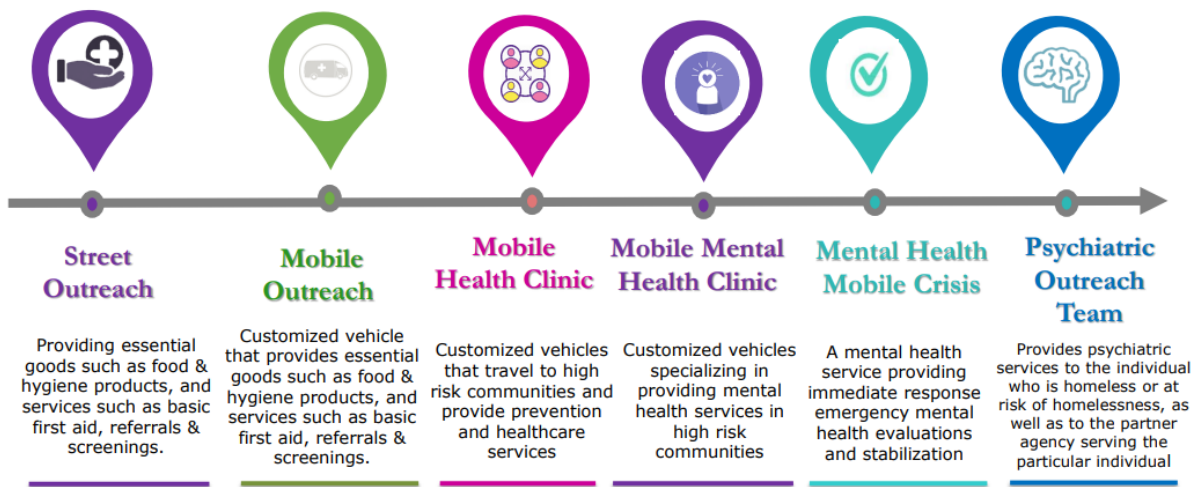 Street
Outreach
Providing essential
goods such as food &
hygiene products, and
services such as basic
first aid, referrals &
screenings.
Mobile
Outreach
Customized vehicle
that provides essential
goods such as food &
hygiene products, and
services such as basic
first aid, referrals &
screenings.
Mobile
Health Clinic
Customized vehicles
that travel to high
risk communities and
provide prevention
and healthcare
services
Mobile Mental
Health Clinic
Customized vehicles
specializing in
providing mental
health services in
high risk
communities
Mental Health
Mobile Crisis
A mental health
service providing
immediate response
emergency mental
health evaluations
and stabilization
Psychiatric
Outreach
Team
Provides psychiatric
services to the individual
who is homeless or at
risk of homelessness, as
well as to the partner
agency serving the
particular individual